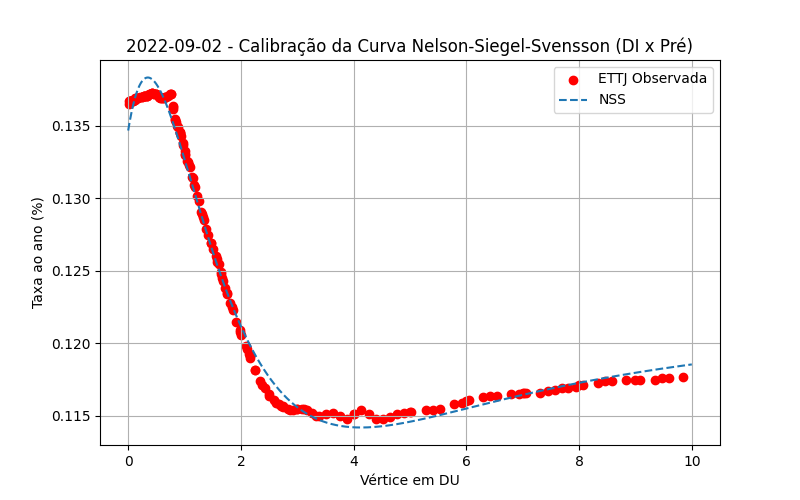 2022-09-02 - Calibração da Curva Nelson-Siegel-Svensson (DI x Pré)
ETTJ Observada
NSS
Taxa ao ano (%)
0.135
0.130
0.125
0.120
0.115
0 2 4 6 8 10
Vértice em DU